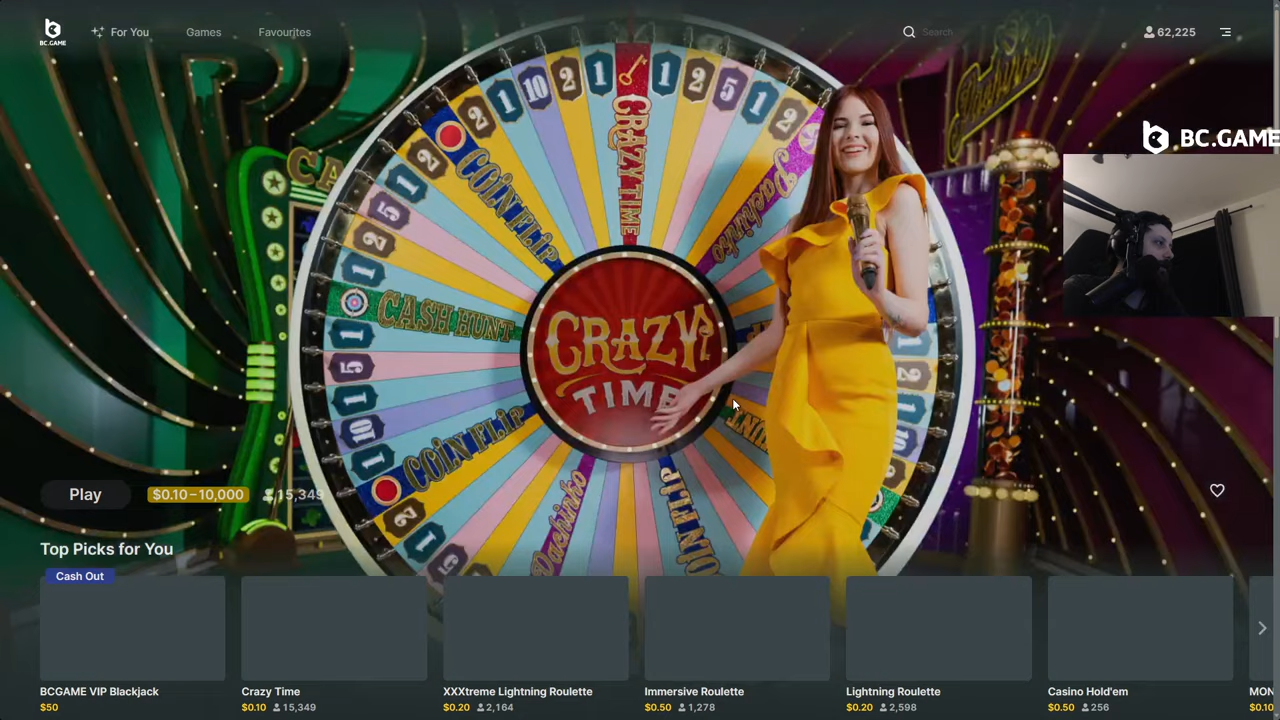 BC.GAME
For You
Games
Favourites
Search
62,225
BC.GAME
CRAZY TIME
Pachinko
COIN FLIP
CASH HUNT
CRAZY
TIME
COIN FLIP
Pachinko
Play
$0.10–10,000
15,349
Top Picks for You
Cash Out
BCGAME VIP Blackjack
$50
Crazy Time
$0.10 15,349
XXXtreme Lightning Roulette
$0.20 2,164
Immersive Roulette
$0.50 1,278
Lightning Roulette
$0.20 2,598
Casino Hold'em
$0.50 256
MON
$0.10